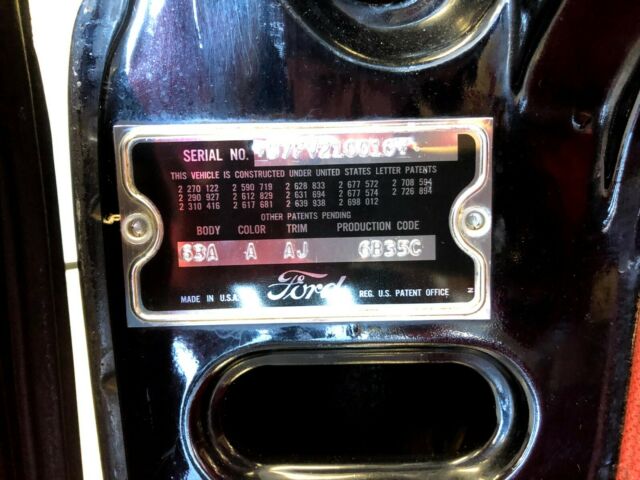 SERIAL NO.
THIS VEHICLE IS CONSTRUCTED UNDER UNITED STATES LETTER PATENTS
2 270 122 2 590 719 2 628 833 2 677 572 2 708 594
2 290 927 2 612 829 2 631 694 2 677 574 2 726 894
2 310 416 2 617 681 2 639 938 2 698 012
OTHER PATENTS PENDING
BODY COLOR TRIM PRODUCTION CODE
63A A AJ 6B35C
MADE IN U.S.A. Ford REG. U.S. PATENT OFFICE
N